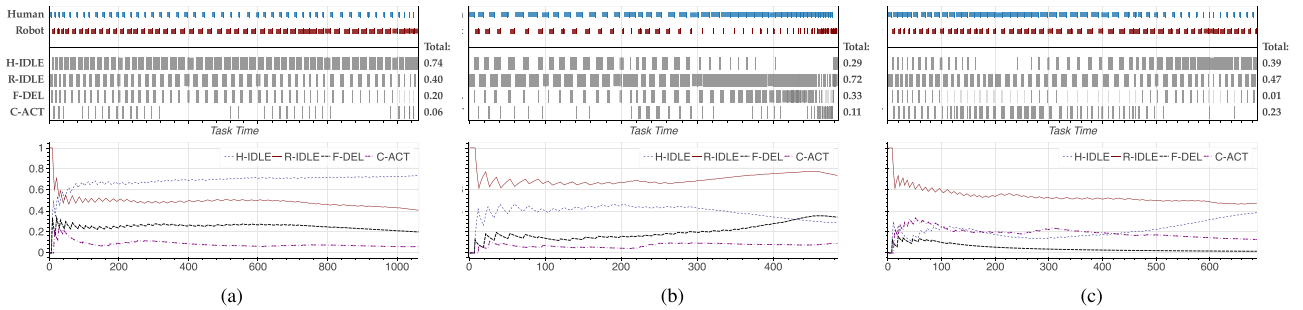 Human
Robot
Total: Total: Total:
H-IDLE 0.74 0.29 0.39
R-IDLE 0.40 0.72 0.47
F-DEL 0.20 0.33 0.01
C-ACT 0.06 0.11 0.23
Task Time Task Time Task Time
H-IDLE R-IDLE F-DEL C-ACT H-IDLE R-IDLE F-DEL C-ACT H-IDLE R-IDLE F-DEL C-ACT
1
0.8
0.6
0.4
0.2
0
0 200 400 600 800 1000 0 100 200 300 400 0 100 200 300 400 500 600
(a) (b) (c)